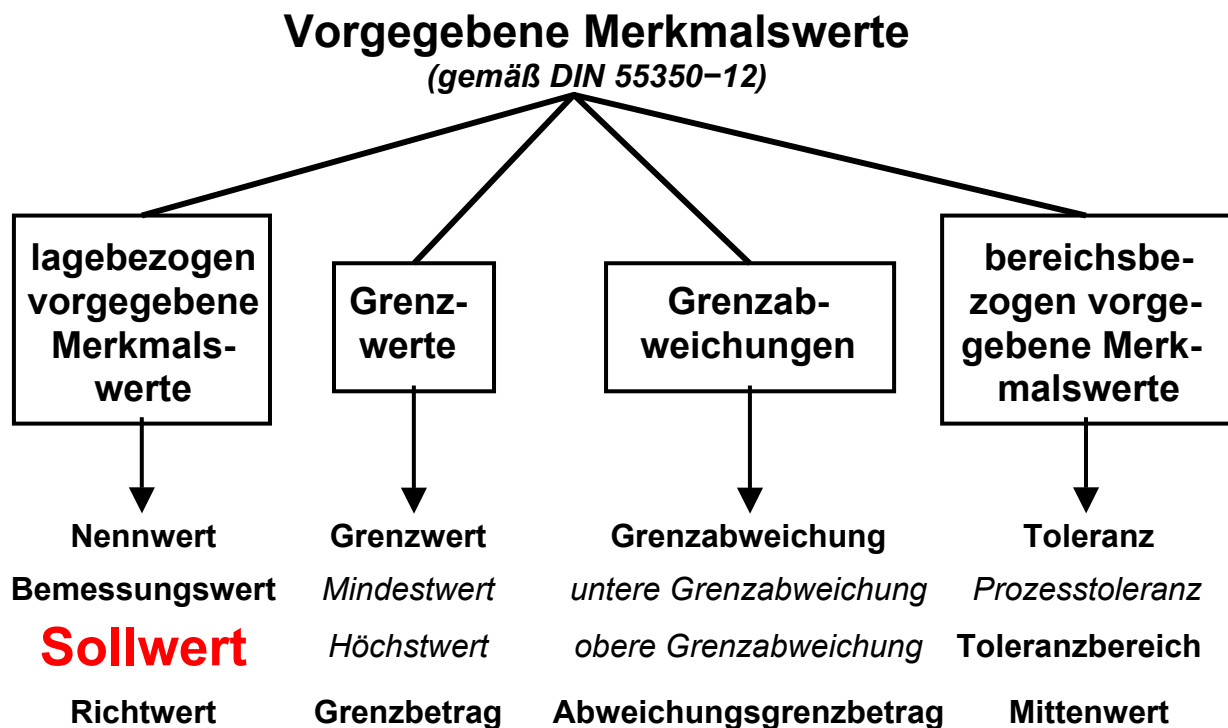 Vorgegebene Merkmalswerte
(gemäß DIN 55350−12)
lagebezogen
vorgegebene
Merkmals-
werte
Grenz-
werte
Grenzab-
weichungen
bereichsbe-
zogen vorge-
gebene Merk-
malswerte
Nennwert
Bemessungswert
Sollwert
Richtwert
Grenzwert
Mindestwert
Höchstwert
Grenzbetrag
Grenzabweichung
untere Grenzabweichung
obere Grenzabweichung
Abweichungsgrenzbetrag
Toleranz
Prozesstoleranz
Toleranzbereich
Mittenwert